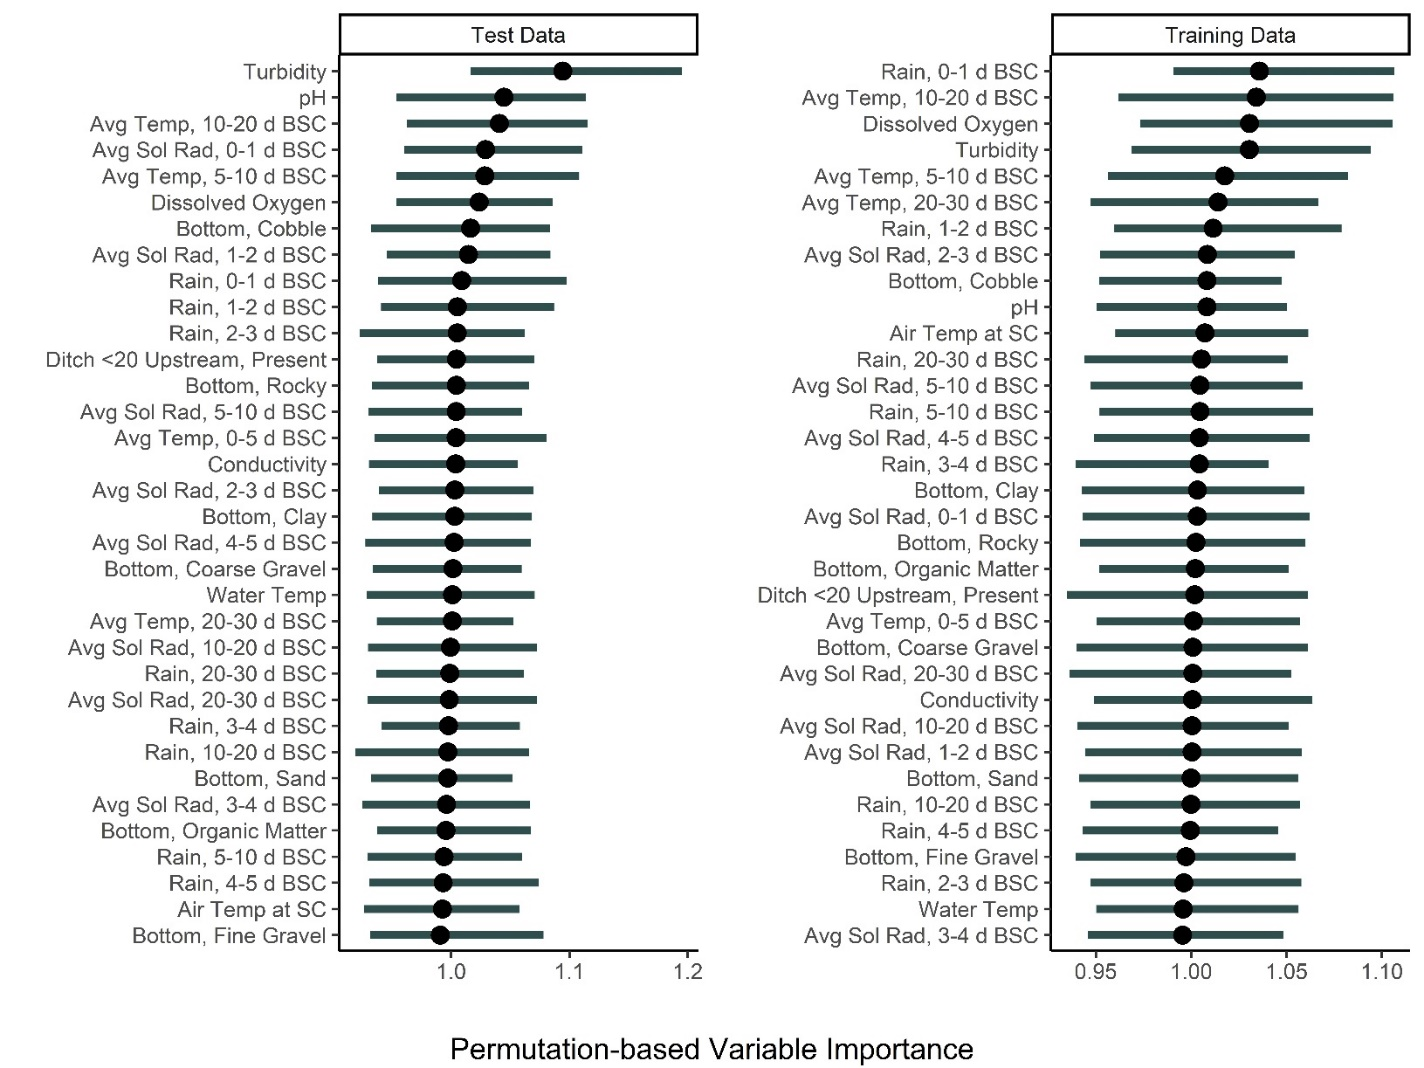 Test Data
Turbidity
pH
Avg Temp, 10-20 d BSC
Avg Sol Rad, 0-1 d BSC
Avg Temp, 5-10 d BSC
Dissolved Oxygen
Bottom, Cobble
Avg Sol Rad, 1-2 d BSC
Rain, 0-1 d BSC
Rain, 1-2 d BSC
Rain, 2-3 d BSC
Ditch <20 Upstream, Present
Bottom, Rocky
Avg Sol Rad, 5-10 d BSC
Avg Temp, 0-5 d BSC
Conductivity
Avg Sol Rad, 2-3 d BSC
Bottom, Clay
Avg Sol Rad, 4-5 d BSC
Bottom, Coarse Gravel
Water Temp
Avg Temp, 20-30 d BSC
Avg Sol Rad, 10-20 d BSC
Rain, 20-30 d BSC
Avg Sol Rad, 20-30 d BSC
Rain, 3-4 d BSC
Rain, 10-20 d BSC
Bottom, Sand
Avg Sol Rad, 3-4 d BSC
Bottom, Organic Matter
Rain, 5-10 d BSC
Rain, 4-5 d BSC
Air Temp at SC
Bottom, Fine Gravel
1.0 1.1 1.2
Training Data
Rain, 0-1 d BSC
Avg Temp, 10-20 d BSC
Dissolved Oxygen
Turbidity
Avg Temp, 5-10 d BSC
Avg Temp, 20-30 d BSC
Rain, 1-2 d BSC
Avg Sol Rad, 2-3 d BSC
Bottom, Cobble
pH
Air Temp at SC
Rain, 20-30 d BSC
Avg Sol Rad, 5-10 d BSC
Rain, 5-10 d BSC
Avg Sol Rad, 4-5 d BSC
Rain, 3-4 d BSC
Bottom, Clay
Avg Sol Rad, 0-1 d BSC
Bottom, Rocky
Bottom, Organic Matter
Ditch <20 Upstream, Present
Avg Temp, 0-5 d BSC
Bottom, Coarse Gravel
Avg Sol Rad, 20-30 d BSC
Conductivity
Avg Sol Rad, 10-20 d BSC
Avg Sol Rad, 1-2 d BSC
Bottom, Sand
Rain, 10-20 d BSC
Rain, 4-5 d BSC
Bottom, Fine Gravel
Rain, 2-3 d BSC
Water Temp
Avg Sol Rad, 3-4 d BSC
0.95 1.00 1.05 1.10
Permutation-based Variable Importance